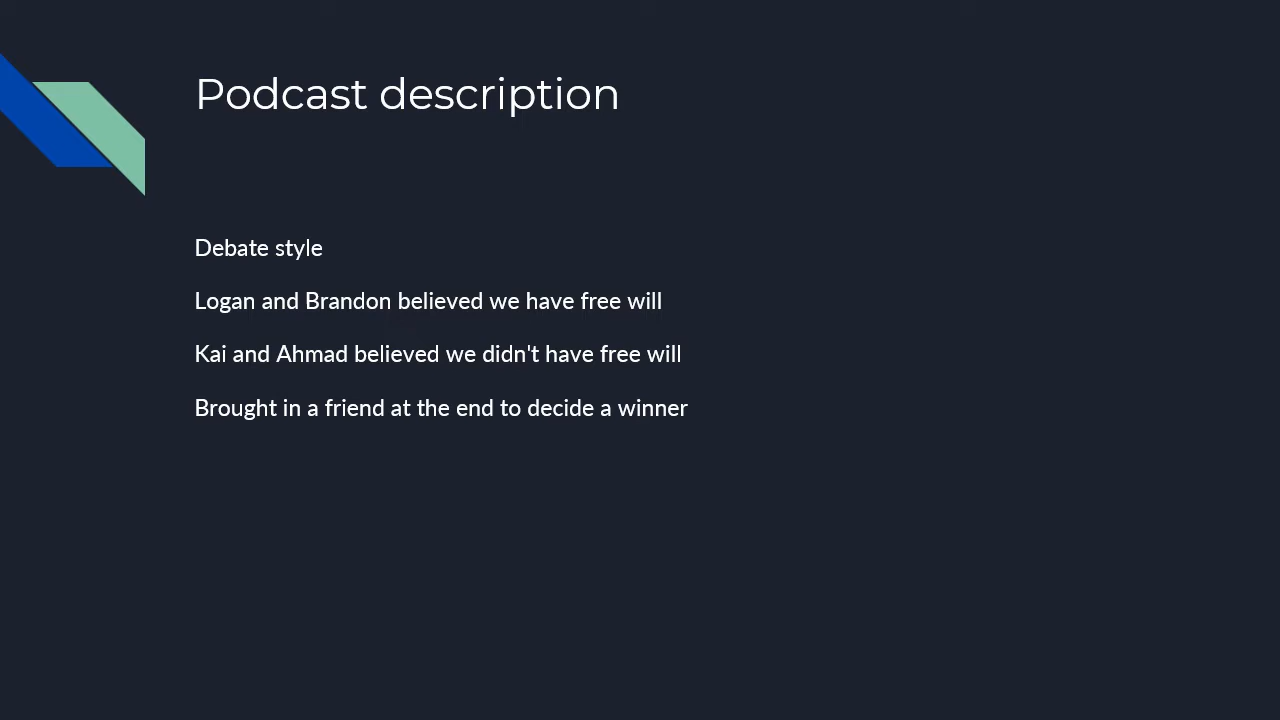 Podcast description
Debate style
Logan and Brandon believed we have free will
Kai and Ahmad believed we didn't have free will
Brought in a friend at the end to decide a winner